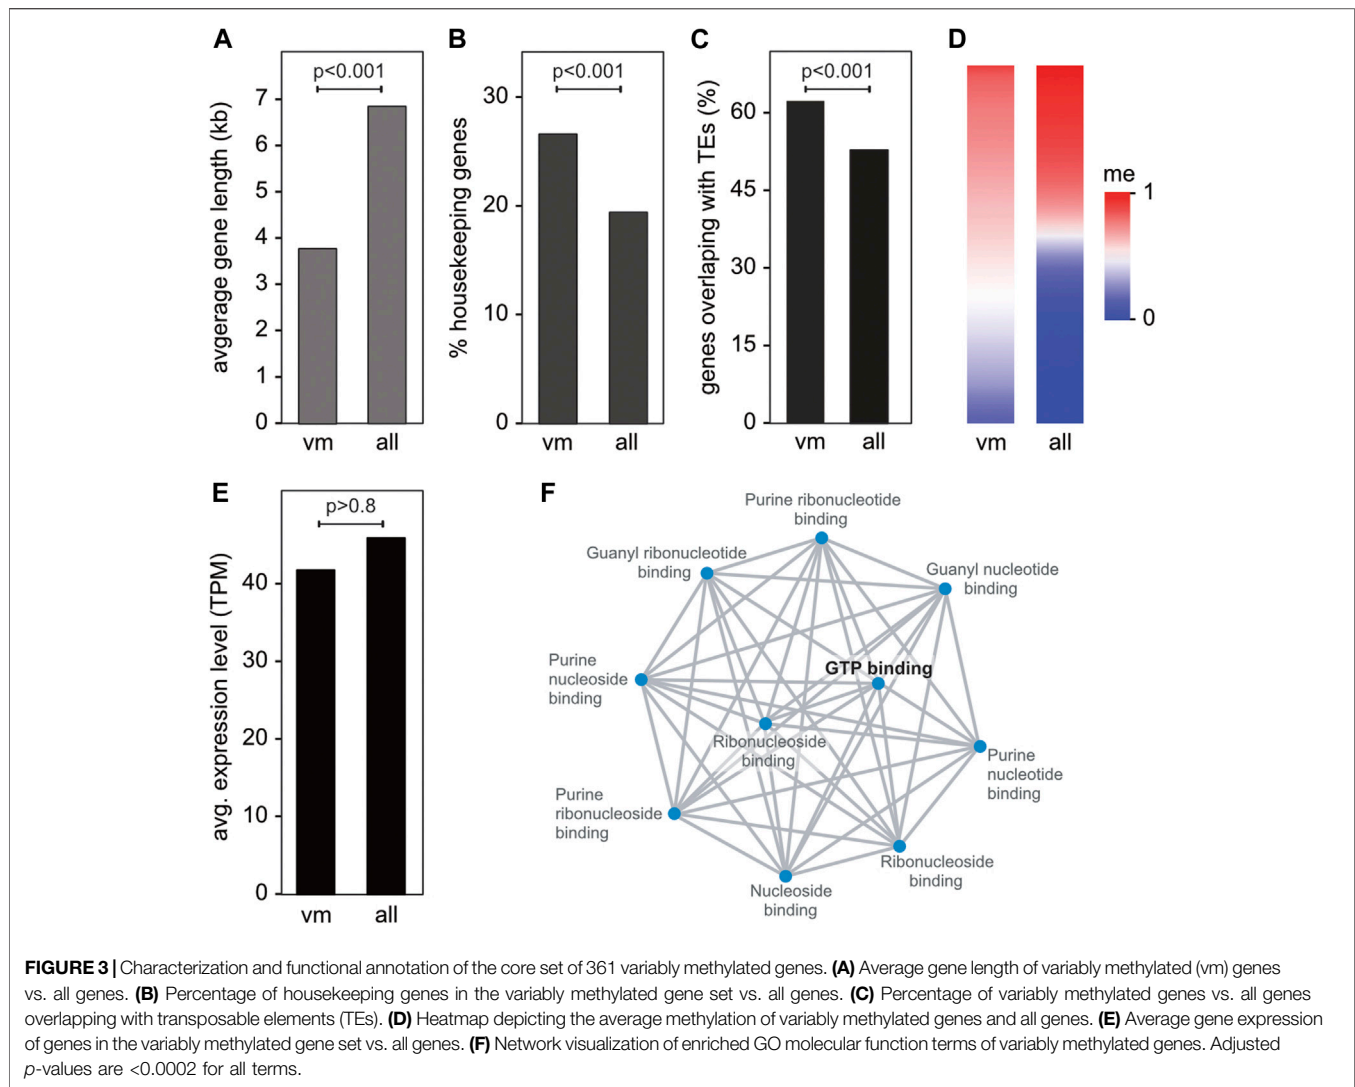 A
avgerage gene length (kb)
p<0.001
7
6
5
4
3
2
1
0
vm all
B
% housekeeping genes
p<0.001
30
20
10
0
vm all
C
genes overlaping with TEs (%)
p<0.001
60
45
30
15
0
vm all
D
me
1
0
vm all
E
avg. expression level (TPM)
p>0.8
40
30
20
10
0
vm all
F
Purine ribonucleotide
binding
Guanyl ribonucleotide
binding
Guanyl nucleotide
binding
Purine
nucleoside
binding
GTP binding
Ribonucleoside
binding
Purine
nucleotide
binding
Purine
ribonucleoside
binding
Ribonucleoside
binding
Nucleoside
binding
FIGURE 3 | Characterization and functional annotation of the core set of 361 variably methylated genes. (A) Average gene length of variably methylated (vm) genes
vs. all genes. (B) Percentage of housekeeping genes in the variably methylated gene set vs. all genes. (C) Percentage of variably methylated genes vs. all genes
overlapping with transposable elements (TEs). (D) Heatmap depicting the average methylation of variably methylated genes and all genes. (E) Average gene expression
of genes in the variably methylated gene set vs. all genes. (F) Network visualization of enriched GO molecular function terms of variably methylated genes. Adjusted
p-values are <0.0002 for all terms.